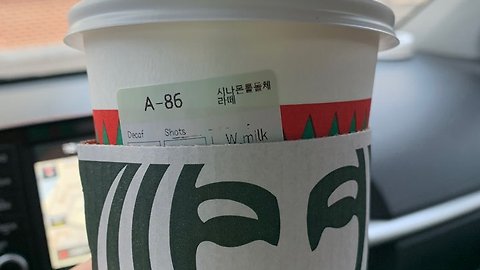 A-86
시나몬롤돌체
라떼
Decaf Shots
W.milk